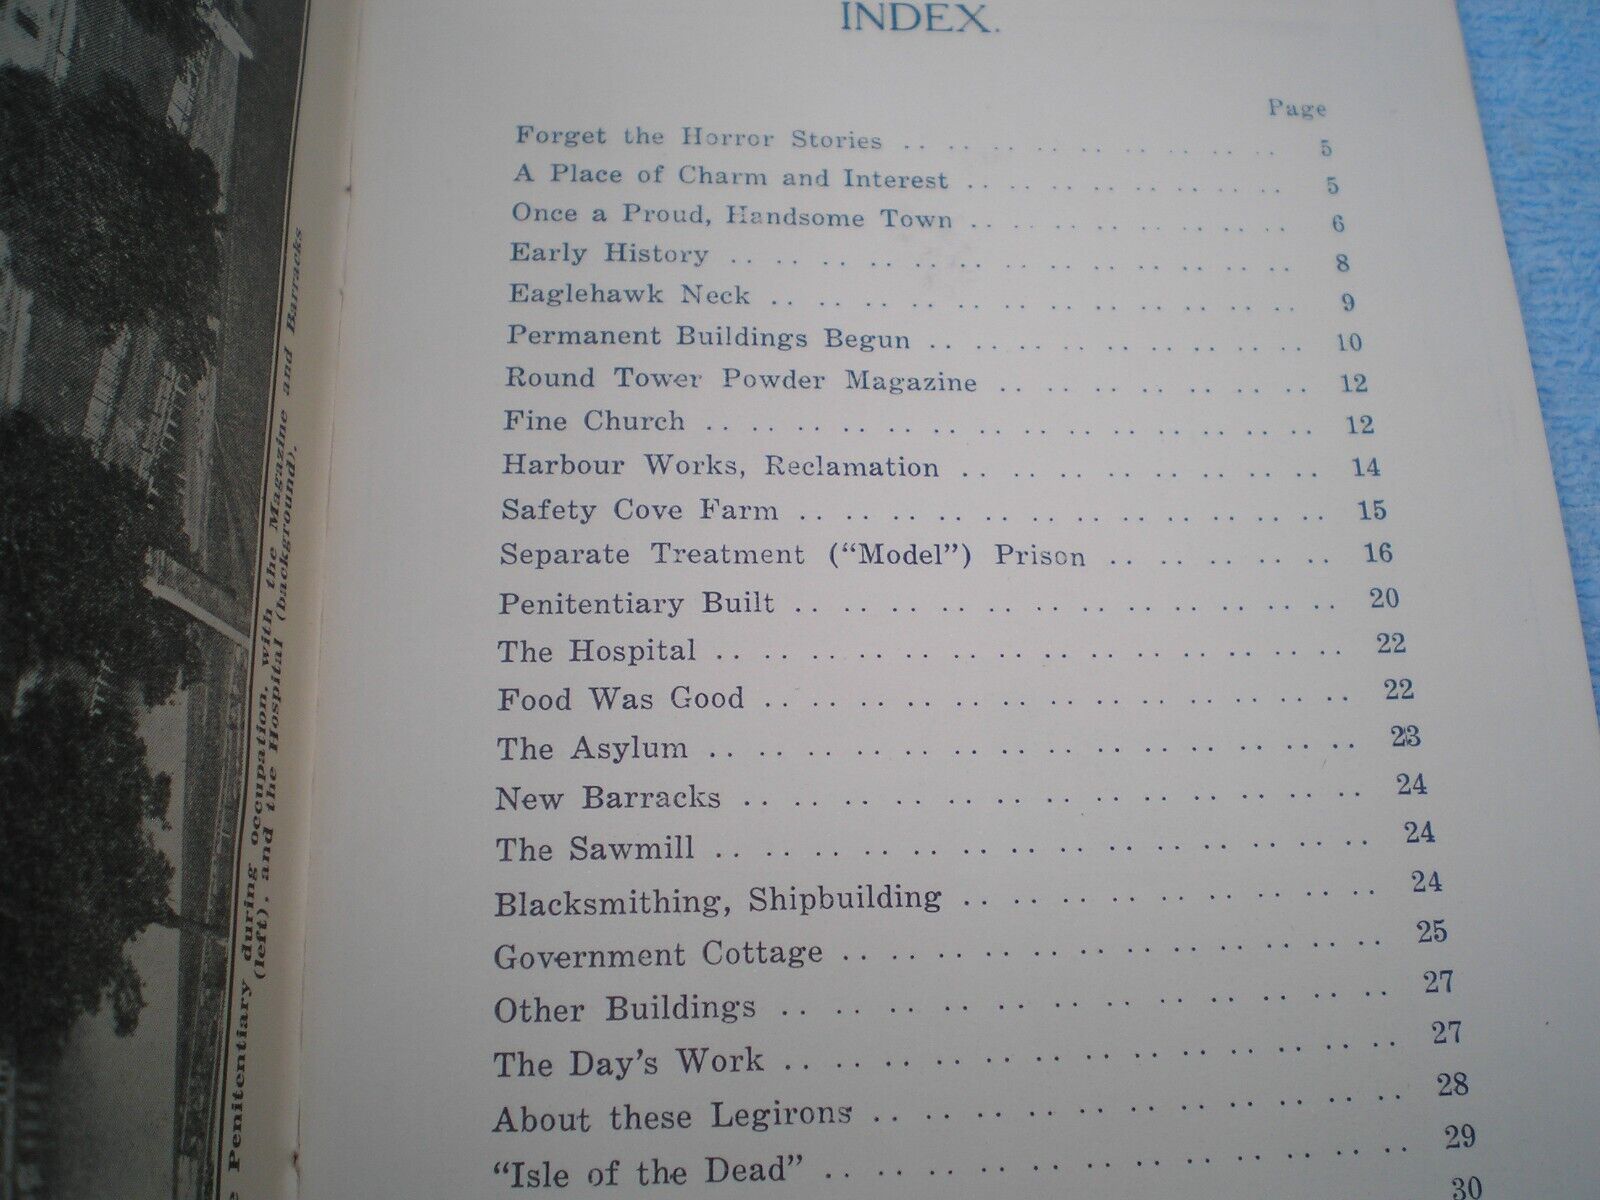 e Penitentiary during occupation, with the Magazine and Barracks
(left), and the Hospital (background).
INDEX.
Page
Forget the Horror Stories .. .. .. .. .. .. .. 5
A Place of Charm and Interest .. .. .. .. .. .. 5
Once a Proud, Handsome Town .. .. .. .. .. .. 6
Early History .. .. .. .. .. .. .. .. .. 8
Eaglehawk Neck .. .. .. .. .. .. .. .. .. 9
Permanent Buildings Begun .. .. .. .. .. .. .. 10
Round Tower Powder Magazine .. .. .. .. .. .. 12
Fine Church .. .. .. .. .. .. .. .. .. .. 12
Harbour Works, Reclamation .. .. .. .. .. .. 14
Safety Cove Farm .. .. .. .. .. .. .. .. 15
Separate Treatment ("Model") Prison .. .. .. .. 16
Penitentiary Built .. .. .. .. .. .. .. .. 20
The Hospital .. .. .. .. .. .. .. .. .. 22
Food Was Good .. .. .. .. .. .. .. .. .. 22
The Asylum .. .. .. .. .. .. .. .. .. .. 23
New Barracks .. .. .. .. .. .. .. .. .. 24
The Sawmill .. .. .. .. .. .. .. .. .. 24
Blacksmithing, Shipbuilding .. .. .. .. .. .. 24
Government Cottage .. .. .. .. .. .. .. .. 25
Other Buildings .. .. .. .. .. .. .. .. .. 27
The Day's Work .. .. .. .. .. .. .. .. .. 27
About these Legirons .. .. .. .. .. .. .. .. 28
"Isle of the Dead" .. .. .. .. .. .. .. .. 29
30